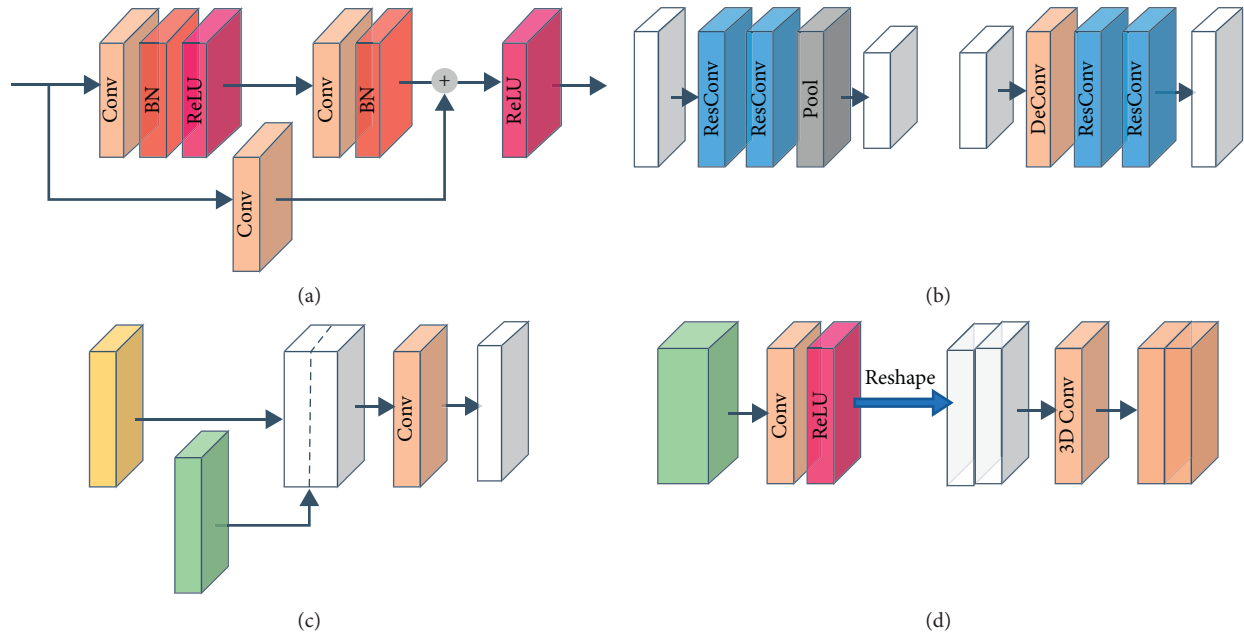 Conv
BN
ReLU
Conv
BN
+
ReLU
Conv
(a)
ResConv
ResConv
Pool
DeConv
ResConv
ResConv
(b)
Conv
(c)
Conv
ReLU
Reshape
3D Conv
(d)